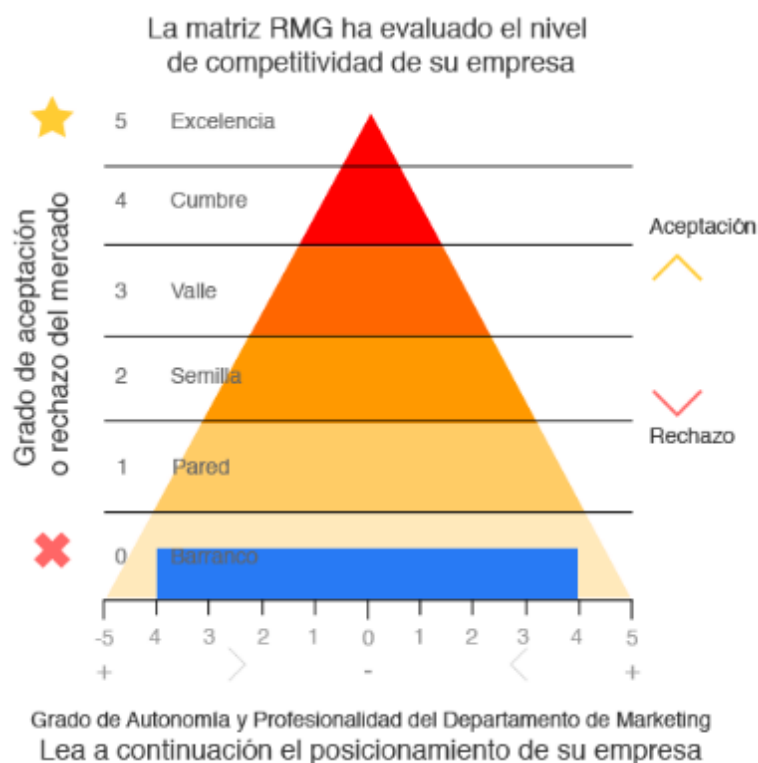 La matriz RMG ha evaluado el nivel
de competitividad de su empresa
5 Excelencia
4 Cumbre
3 Valle
2 Semilla
1 Pared
0 Barranco
Grado de aceptación
o rechazo del mercado
Aceptación
Rechazo
-5 4 3 2 1 0 1 2 3 4 5
+ - +
Grado de Autonomía y Profesionalidad del Departamento de Marketing
Lea a continuación el posicionamiento de su empresa